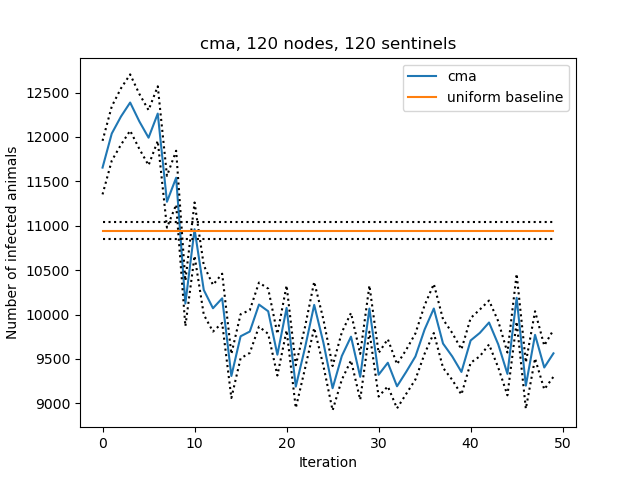 cma, 120 nodes, 120 sentinels
cma
uniform baseline
Number of infected animals
12500
12000
11500
11000
10500
10000
9500
9000
0 10 20 30 40 50
Iteration